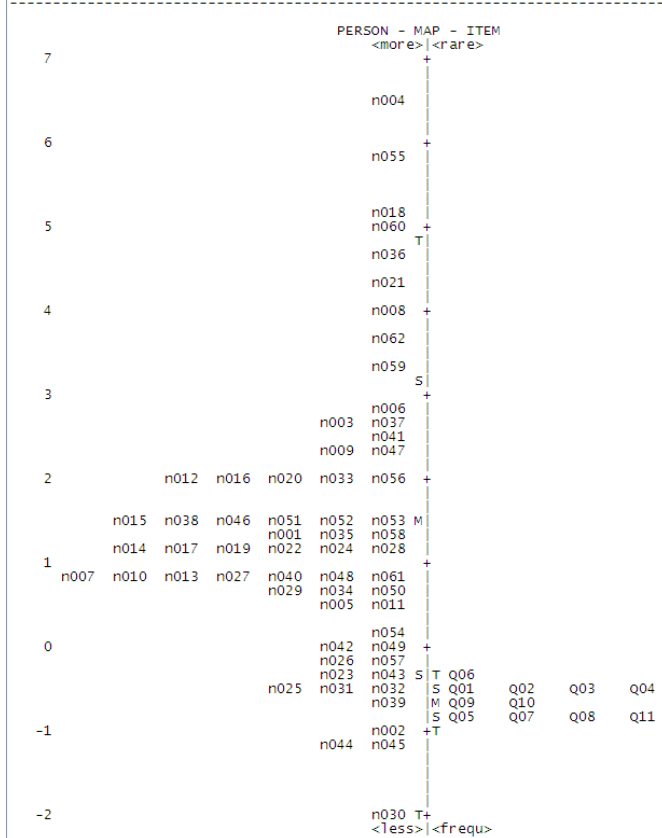 PERSON - MAP - ITEM
<more>|<rare>
7 +
n004
6 +
n055
n018
5 n060 +
T
n036
n021
4 n008 +
n062
n059
S
3 +
n006
n003 n037
n041
n009 n047
2 n012 n016 n020 n033 n056 +
n015 n038 n046 n051 n052 n053 M
n001 n035 n058
n014 n017 n019 n022 n024 n028
1 +
n007 n010 n013 n027 n040 n048 n061
n029 n034 n050
n005 n011
n054
0 n042 n049 +
n026 n057
n023 n043 S|T Q06
n025 n031 n032 |S Q01 Q02 Q03 Q04
n039 |M Q09 Q10
|S Q05 Q07 Q08 Q11
-1 n002 +T
n044 n045
-2 n030 T+
<less>|<frequ>